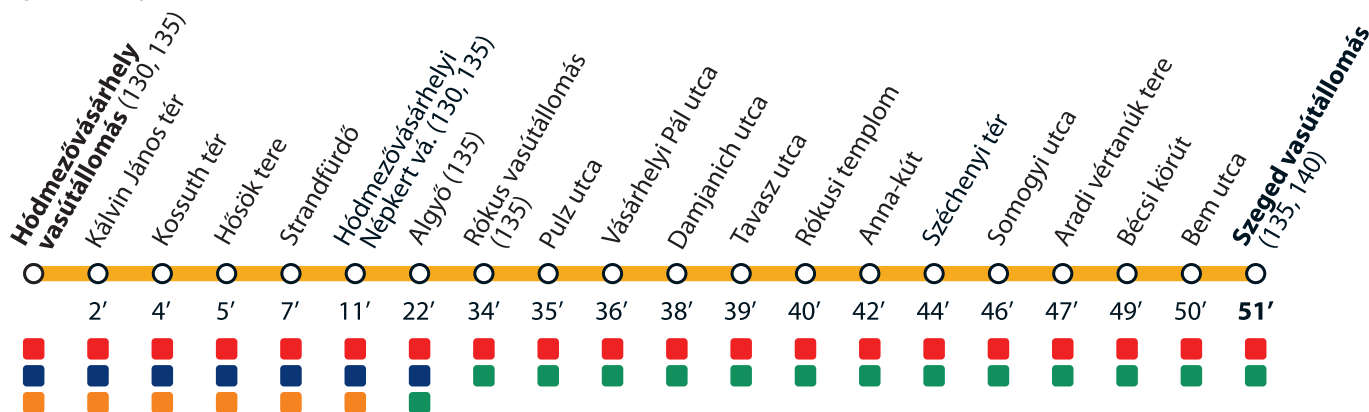 Hódmezővásárhely
vasútállomás (130, 135)
Kálvin János tér
Kossuth tér
Hősök tere
Strandfürdő
Hódmezővásárhelyi
Népkert vá. (130, 135)
Algyő (135)
Rókus vasútállomás
(135)
Pulz utca
Vásárhelyi Pál utca
Damjanich utca
Tavasz utca
Rókusi templom
Anna-kút
Széchenyi tér
Somogyi utca
Aradi vértanúk tere
Bécsi körút
Bem utca
Szeged vasútállomás
(135, 140)
2’ 4’ 5’ 7’ 11’ 22’ 34’ 35’ 36’ 38’ 39’ 40’ 42’ 44’ 46’ 47’ 49’ 50’ 51’